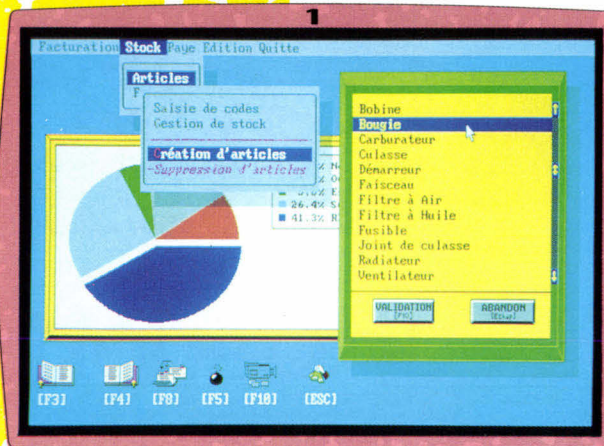 1
Facturation Stock Paye Edition Quitte
Articles
F
Saisie de codes
Gestion de stock
Création d'articles
Suppression d'articles
26.4%
41.3%
Bobine
Bougie
Carburateur
Culasse
Démarreur
Faisceau
Filtre à Air
Filtre à Huile
Fusible
Joint de culasse
Radiateur
Ventilateur
VALIDATION
[F10]
ABANDON
[Echap]
[F3] [F4] [F8] [F5] [F10] [ESC]